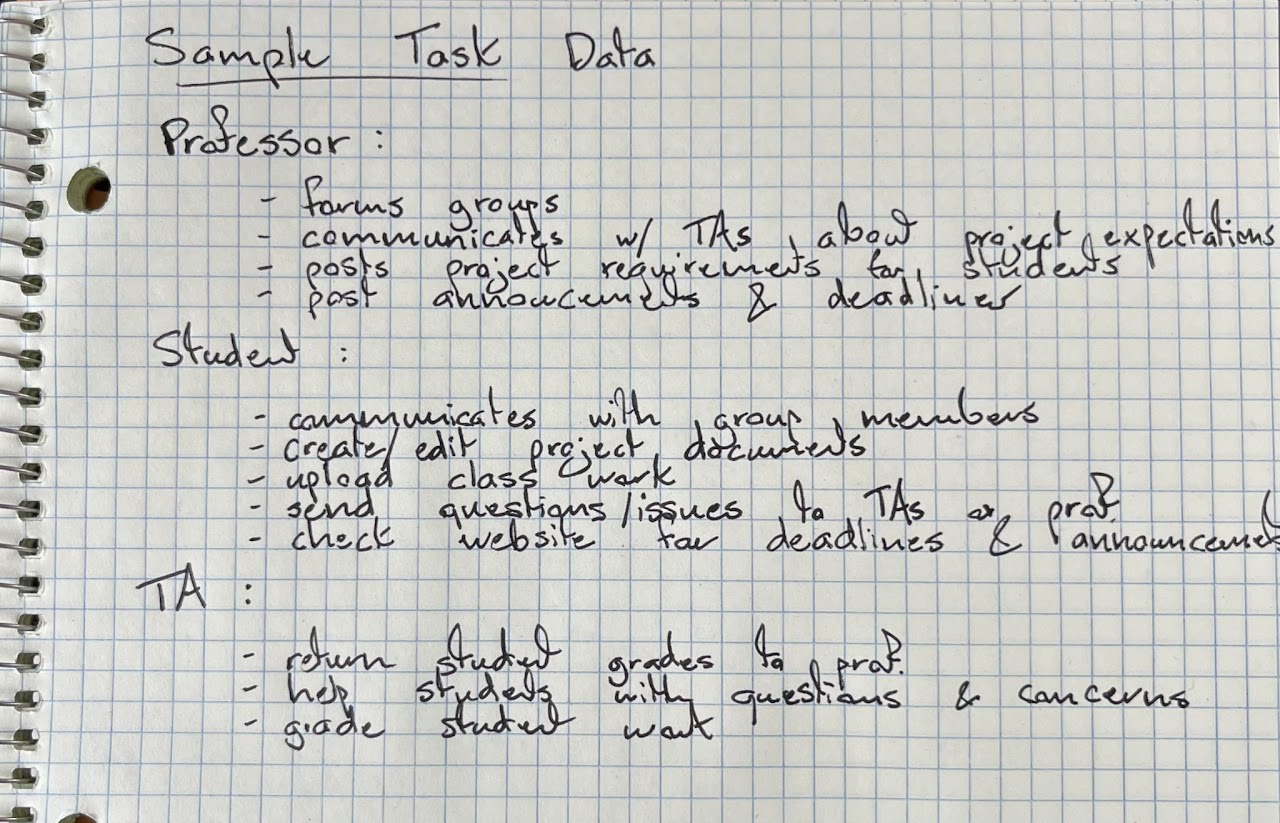 Sample Task Data
Professor :
- forms groups
- communicates w/ TAs about project expectations
- posts project requirements for students
- post annoucements & deadlines
Student :
- communicates with group members
- create/edit project documents
- upload class work
- send questions/issues to TAs or prof.
- check website for deadlines & announcements
TA :
- return student grades to prof.
- help students with questions & concerns
- grade student work